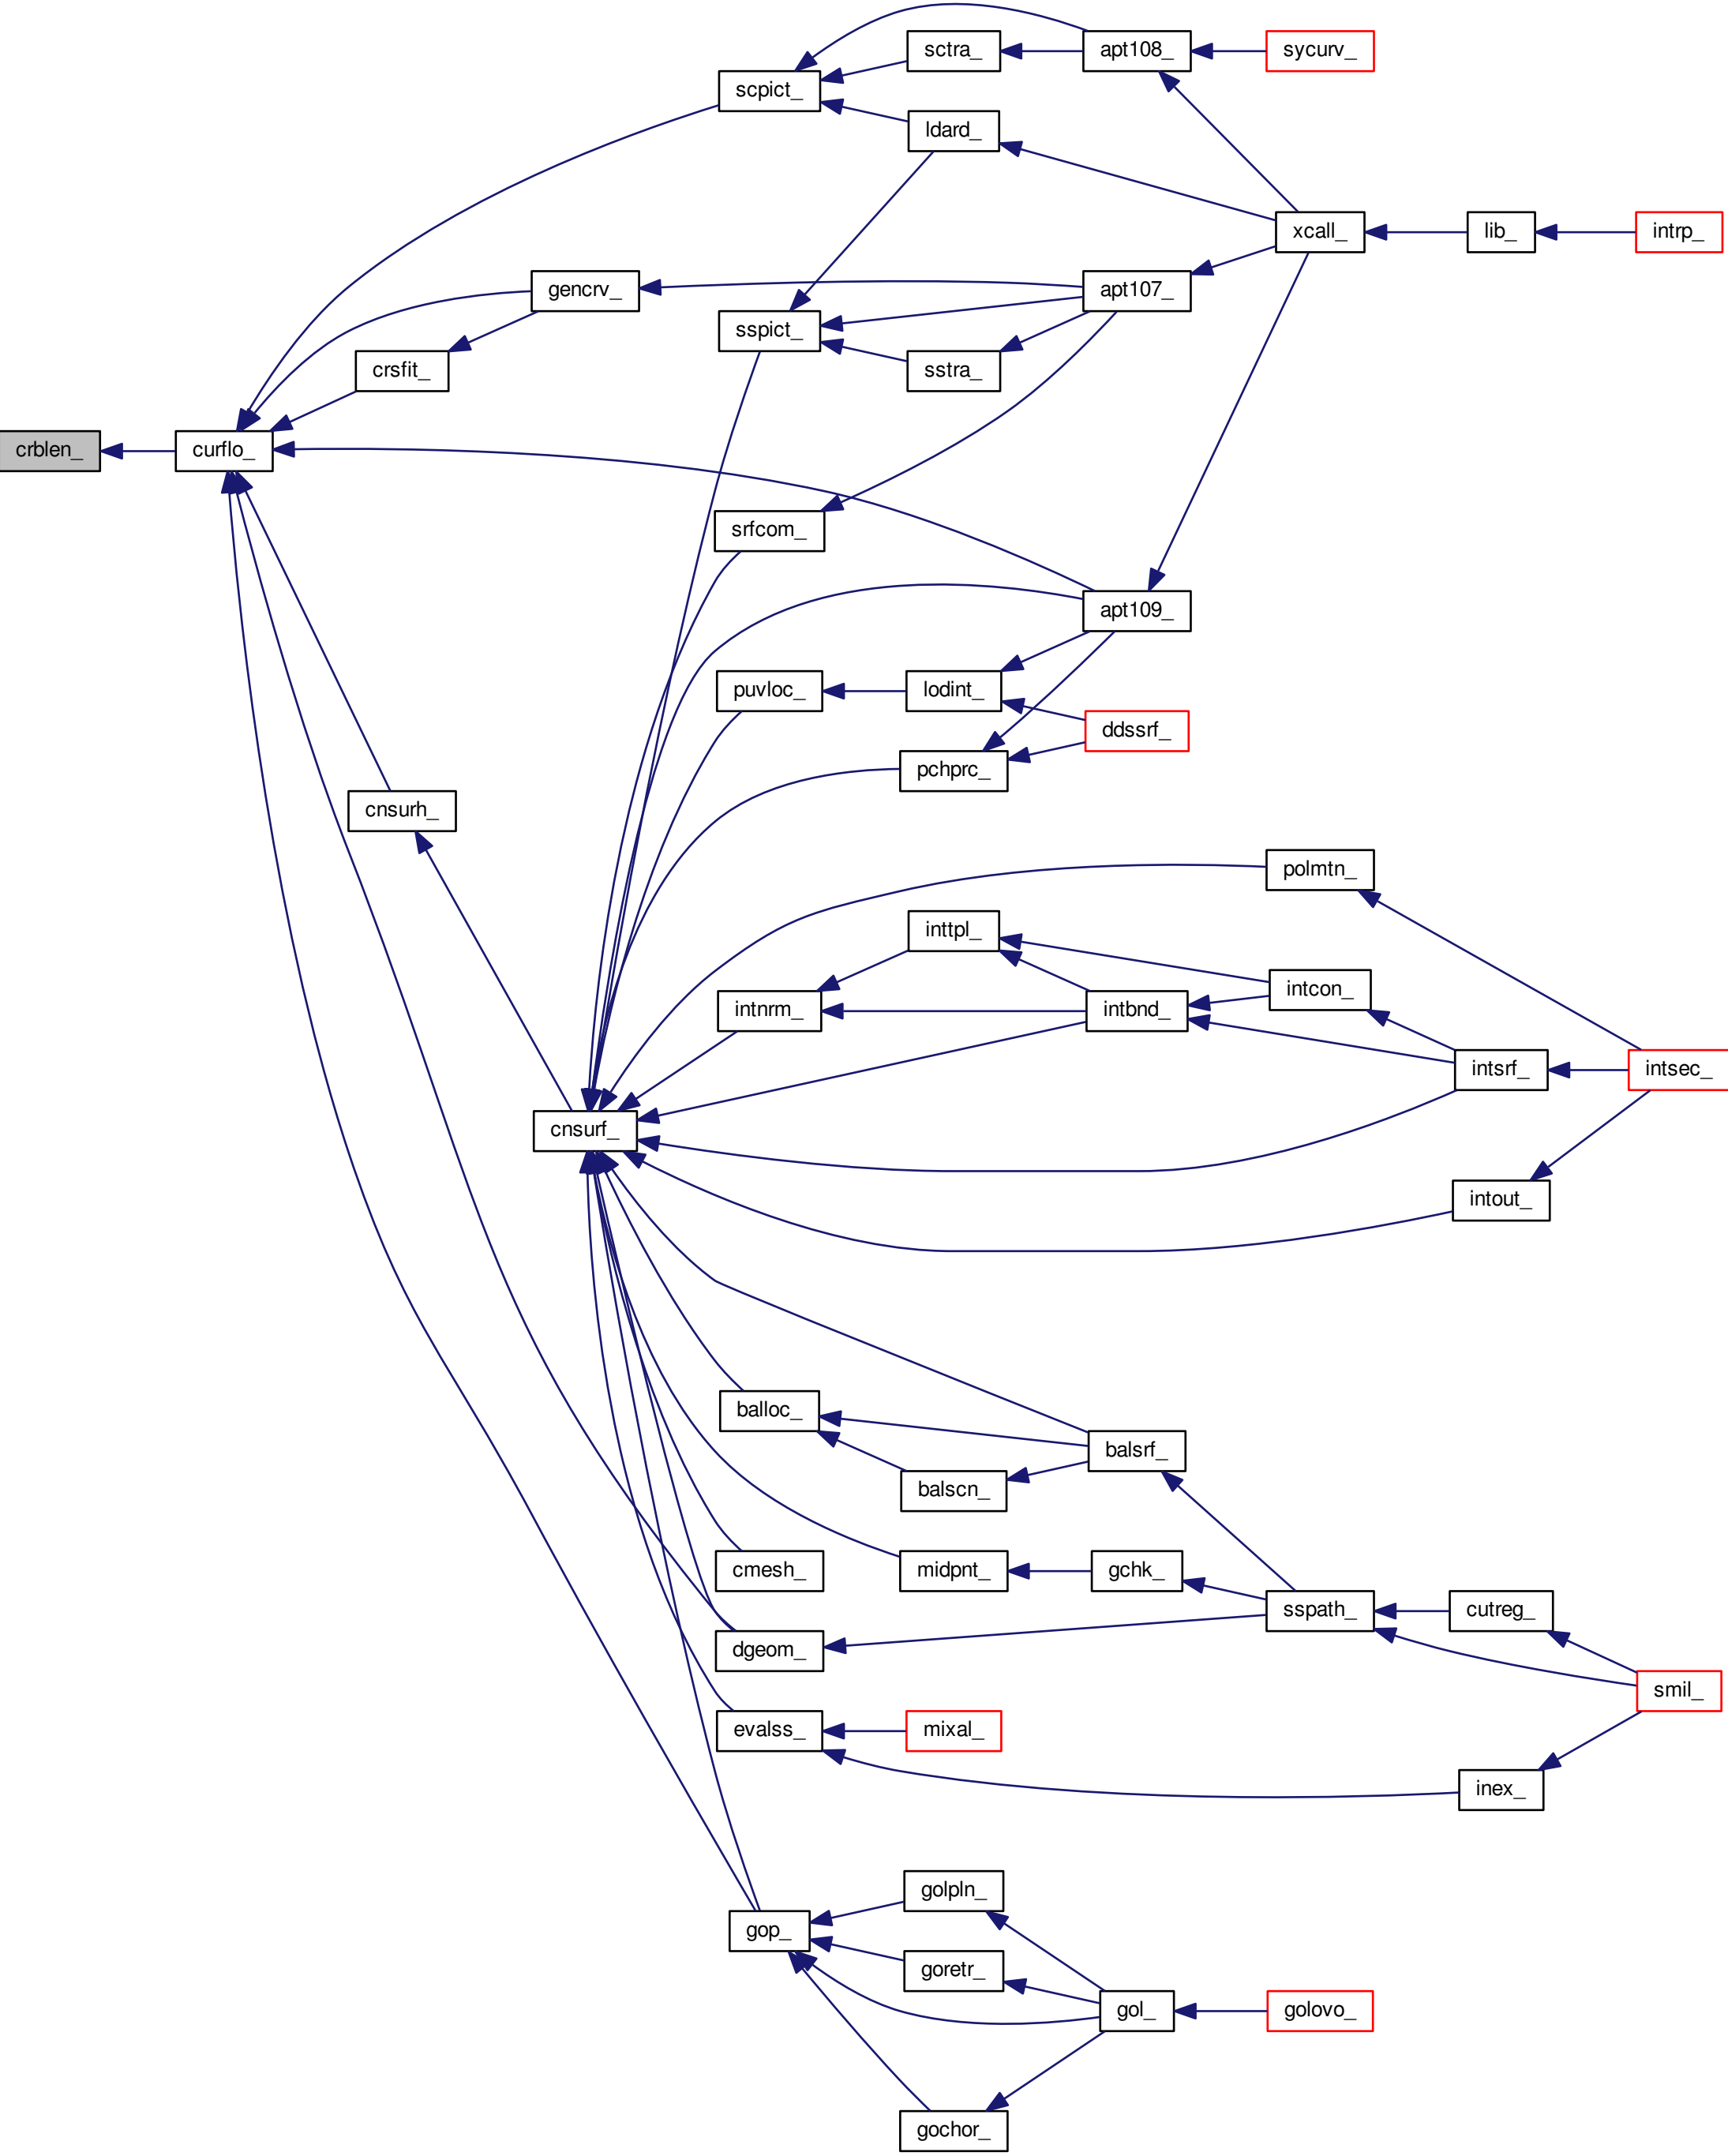 sctra_
apt108_
sycurv_
scpict_
ldard_
xcall_
lib_
intrp_
gencrv_
apt107_
sspict_
crsfit_
sstra_
crblen_
curflo_
srfcom_
apt109_
puvloc_
lodint_
ddssrf_
pchprc_
cnsurh_
polmtn_
inttpl_
intcon_
intnrm_
intbnd_
intsrf_
intsec_
cnsurf_
intout_
balloc_
balsrf_
balscn_
cmesh_
midpnt_
gchk_
sspath_
cutreg_
dgeom_
smil_
evalss_
mixal_
inex_
golpln_
gop_
goretr_
gol_
golovo_
gochor_